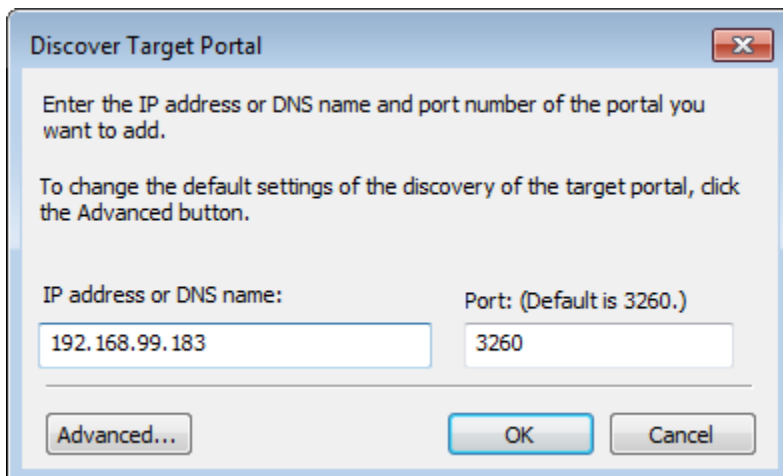 Discover Target Portal
Enter the IP address or DNS name and port number of the portal you
want to add.
To change the default settings of the discovery of the target portal, click
the Advanced button.
IP address or DNS name:
Port: (Default is 3260.)
192.168.99.183
3260
Advanced...
OK
Cancel